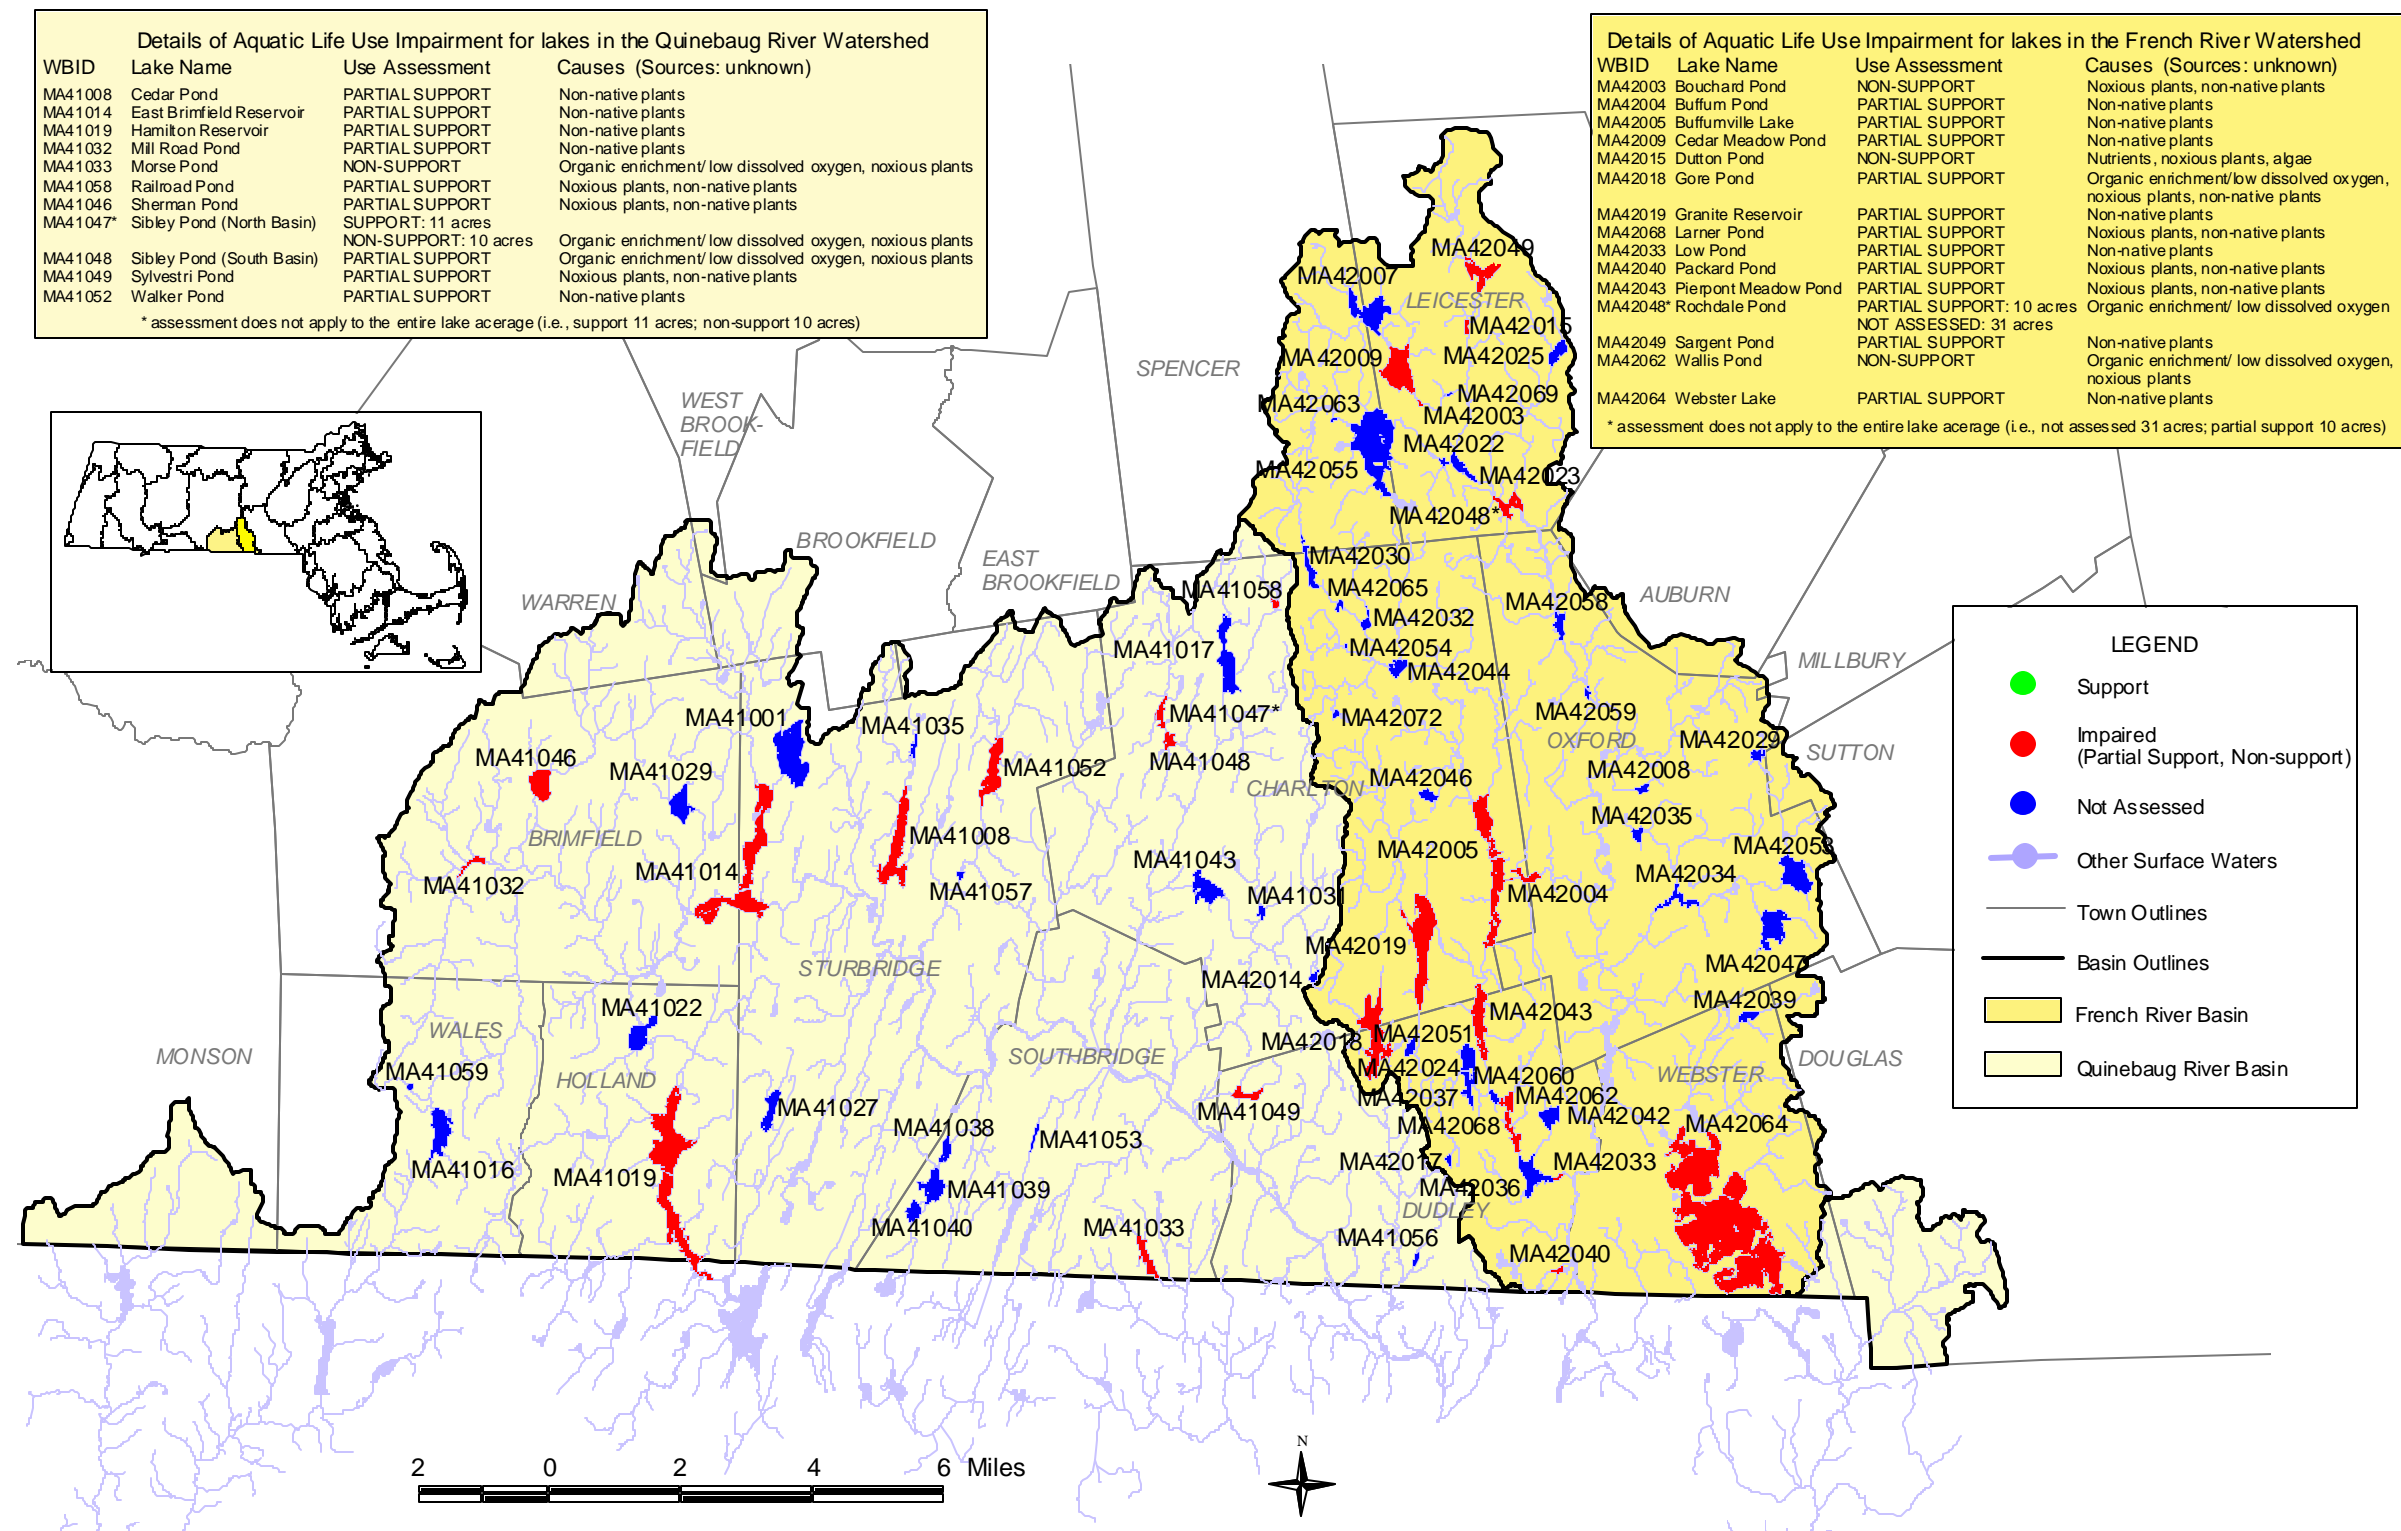 Details of Aquatic Life Use Impairment for lakes in the Quinebaug River Watershed
WBID Lake Name Use Assessment Causes (Sources: unknown)
MA41008 Cedar Pond PARTIAL SUPPORT Non-native plants
MA41014 East Brimfield Reservoir PARTIAL SUPPORT Non-native plants
MA41019 Hamilton Reservoir PARTIAL SUPPORT Non-native plants
MA41032 Mill Road Pond PARTIAL SUPPORT Non-native plants
MA41033 Morse Pond NON-SUPPORT Organic enrichment/ low dissolved oxygen, noxious plants
MA41058 Railroad Pond PARTIAL SUPPORT Noxious plants, non-native plants
MA41046 Sherman Pond PARTIAL SUPPORT Noxious plants, non-native plants
MA41047* Sibley Pond (North Basin) SUPPORT: 11 acres
NON-SUPPORT: 10 acres Organic enrichment/ low dissolved oxygen, noxious plants
MA41048 Sibley Pond (South Basin) PARTIAL SUPPORT Organic enrichment/ low dissolved oxygen, noxious plants
MA41049 Sylvestri Pond PARTIAL SUPPORT Noxious plants, non-native plants
MA41052 Walker Pond PARTIAL SUPPORT Non-native plants
* assessment does not apply to the entire lake acerage (i.e., support 11 acres; non-support 10 acres)
Details of Aquatic Life Use Impairment for lakes in the French River Watershed
WBID Lake Name Use Assessment Causes (Sources: unknown)
MA42003 Bouchard Pond NON-SUPPORT Noxious plants, non-native plants
MA42004 Buffum Pond PARTIAL SUPPORT Non-native plants
MA42005 Buffumville Lake PARTIAL SUPPORT Non-native plants
MA42009 Cedar Meadow Pond PARTIAL SUPPORT Non-native plants
MA42015 Dutton Pond NON-SUPPORT Nutrients, noxious plants, algae
MA42018 Gore Pond PARTIAL SUPPORT Organic enrichment/low dissolved oxygen,
noxious plants, non-native plants
MA42019 Granite Reservoir PARTIAL SUPPORT Non-native plants
MA42068 Larner Pond PARTIAL SUPPORT Noxious plants, non-native plants
MA42033 Low Pond PARTIAL SUPPORT Non-native plants
MA42040 Packard Pond PARTIAL SUPPORT Noxious plants, non-native plants
MA42043 Pierpont Meadow Pond PARTIAL SUPPORT Noxious plants, non-native plants
MA42048* Rochdale Pond PARTIAL SUPPORT: 10 acres Organic enrichment/ low dissolved oxygen
NOT ASSESSED: 31 acres
MA42049 Sargent Pond PARTIAL SUPPORT Non-native plants
MA42062 Wallis Pond NON-SUPPORT Organic enrichment/ low dissolved oxygen,
noxious plants
MA42064 Webster Lake PARTIAL SUPPORT Non-native plants
* assessment does not apply to the entire lake acerage (i.e., not assessed 31 acres; partial support 10 acres)
MA42049
MA42007
LEICESTER
MA42015
MA42009
MA42025
SPENCER
MA42069
WEST
BROOK-
FIELD
MA42063
MA42003
MA42022
MA42055
MA42023
MA42048*
BROOKFIELD
EAST
BROOKFIELD
MA42030
MA41058
MA42065
WARREN
MA42058
AUBURN
MA42032
MA41017
MA42054
MILLBURY
MA42044
MA41001
MA41035
MA41047*
MA42072
MA42059
OXFORD
MA42029
SUTTON
MA41046
MA41029
MA41052
MA41048
MA42046
MA42008
CHARLTON
MA42035
BRIMFIELD
MA41008
MA42005
MA42053
MA41014
MA41043
MA42034
MA41032
MA41057
MA41031
MA42004
MA42019
STURBRIDGE
MA42014
MA42047
MA41022
MA42039
MA42043
WALES
MA42018
MA42051
MONSON
SOUTHBRIDGE
DOUGLAS
MA42024
MA41059
HOLLAND
MA42060
WEBSTER
MA42037
MA42062
MA41027
MA41049
MA42042
MA42064
MA41038
MA41053
MA42068
MA41016
MA41019
MA42017
MA42033
MA41039
MA42036
DUDLEY
MA41040
MA41033
MA41056
MA42040
LEGEND
Support
Impaired
(Partial Support, Non-support)
Not Assessed
Other Surface Waters
Town Outlines
Basin Outlines
French River Basin
Quinebaug River Basin
2 0 2 4 6 Miles
N